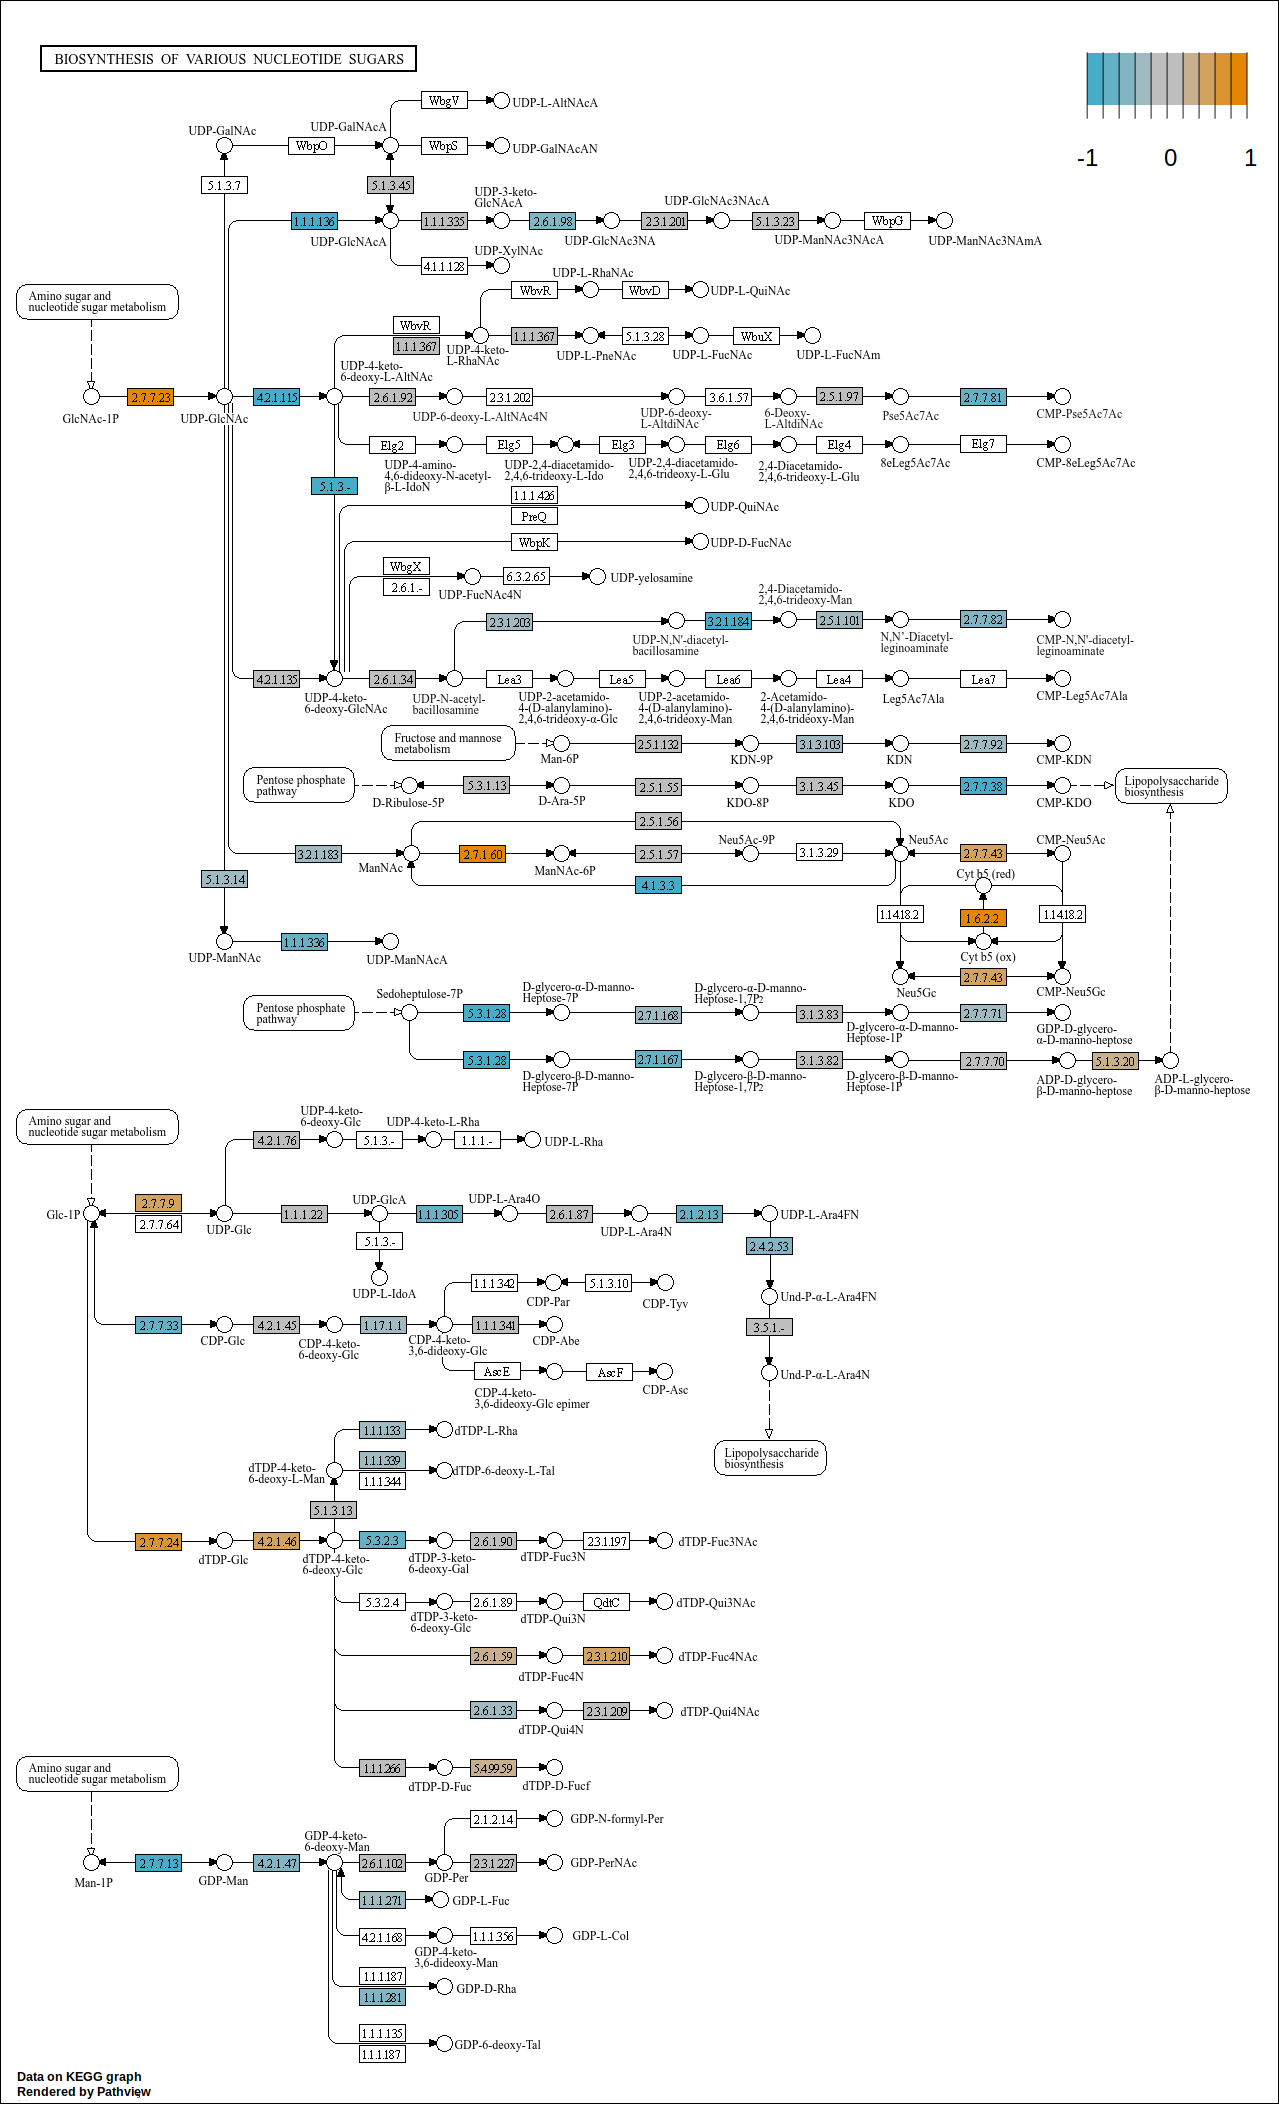 BIOSYNTHESIS OF VARIOUS NUCLEOTIDE SUGARS
-1 0 1
WbgV
UDP-L-AltNAcA
UDP-GalNAc
UDP-GalNAcA
WbpO
WbpS
UDP-GalNAcAN
5.1.3.7
5.1.3.45
UDP-3-keto-
GlcNAcA
UDP-GlcNAc3NAcA
1.1.1.136
1.1.1.335
2.6.1.98
2.3.1.201
5.1.3.23
WbpG
UDP-GlcNAcA
UDP-GlcNAc3NA
UDP-ManNAc3NAcA
UDP-ManNAc3NAmA
UDP-XylNAc
4.1.1.128
UDP-L-RhaNAc
Amino sugar and
nucleotide sugar metabolism
WbvR
WbvD
UDP-L-QuiNAc
WbvR
1.1.1.367
UDP-4-keto-
L-RhaNAc
1.1.1.367
5.1.3.28
WbuX
UDP-L-PneNAc
UDP-L-FucNAc
UDP-L-FucNAm
UDP-4-keto-
6-deoxy-L-AltNAc
GlcNAc-1P
2.7.7.23
UDP-GlcNAc
4.2.1.115
2.6.1.92
2.3.1.202
3.6.1.57
2.5.1.97
2.7.7.81
UDP-6-deoxy-L-AltNAc4N
UDP-6-deoxy-
L-AltdiNAc
6-Deoxy-
L-AltdiNAc
Pse5Ac7Ac
CMP-Pse5Ac7Ac
Elg2
Elg5
Elg3
Elg6
Elg4
Elg7
UDP-4-amino-
4,6-dideoxy-N-acetyl-
β-L-IdoN
UDP-2,4-diacetamido-
2,4,6-trideoxy-L-Ido
UDP-2,4-diacetamido-
2,4,6-trideoxy-L-Glu
2,4-Diacetamido-
2,4,6-trideoxy-L-Glu
8eLeg5Ac7Ac
CMP-8eLeg5Ac7Ac
5.1.3.-
1.1.1.426
PreQ
UDP-QuiNAc
WbpK
UDP-D-FucNAc
WbgX
2.6.1.-
UDP-FucNAc4N
6.3.2.65
UDP-yelosamine
2,4-Diacetamido-
2,4,6-trideoxy-Man
2.3.1.203
3.2.1.184
2.5.1.101
2.7.7.82
UDP-N,N'-diacetyl-
bacillosamine
N,N'-Diacetyl-
leginoaminate
CMP-N,N'-diacetyl-
leginoaminate
4.2.1.135
2.6.1.34
Lea3
Lea5
Lea6
Lea4
Lea7
UDP-4-keto-
6-deoxy-GlcNAc
UDP-N-acetyl-
bacillosamine
UDP-2-acetamido-
4-(D-alanylamino)-
2,4,6-trideoxy-α-Glc
UDP-2-acetamido-
4-(D-alanylamino)-
2,4,6-trideoxy-Man
2-Acetamido-
4-(D-alanylamino)-
2,4,6-trideoxy-Man
Leg5Ac7Ala
CMP-Leg5Ac7Ala
Fructose and mannose
metabolism
Man-6P
2.5.1.132
KDN-9P
3.1.3.103
KDN
2.7.7.92
CMP-KDN
Pentose phosphate
pathway
D-Ribulose-5P
5.3.1.13
D-Ara-5P
2.5.1.55
KDO-8P
3.1.3.45
KDO
2.7.7.38
CMP-KDO
Lipopolysaccharide
biosynthesis
2.5.1.56
3.2.1.183
ManNAc
2.7.1.60
ManNAc-6P
2.5.1.57
Neu5Ac-9P
3.1.3.29
Neu5Ac
2.7.7.43
CMP-Neu5Ac
4.1.3.3
5.1.3.14
Cyt b5 (red)
1.14.18.2
1.6.2.2
1.14.18.2
Cyt b5 (ox)
UDP-ManNAc
1.1.1.336
UDP-ManNAcA
Neu5Gc
2.7.7.43
CMP-Neu5Gc
Pentose phosphate
pathway
Sedoheptulose-7P
5.3.1.28
D-glycero-α-D-manno-
Heptose-7P
2.7.1.168
D-glycero-α-D-manno-
Heptose-1,7P2
3.1.3.83
D-glycero-α-D-manno-
Heptose-1P
2.7.7.71
GDP-D-glycero-
α-D-manno-heptose
5.3.1.28
D-glycero-β-D-manno-
Heptose-7P
2.7.1.167
D-glycero-β-D-manno-
Heptose-1,7P2
3.1.3.82
D-glycero-β-D-manno-
Heptose-1P
2.7.7.70
ADP-D-glycero-
β-D-manno-heptose
5.1.3.20
ADP-L-glycero-
β-D-manno-heptose
Amino sugar and
nucleotide sugar metabolism
UDP-4-keto-
6-deoxy-Glc
UDP-4-keto-L-Rha
4.2.1.76
5.1.3.-
1.1.1.-
UDP-L-Rha
Glc-1P
2.7.7.9
2.7.7.64
UDP-Glc
1.1.1.22
UDP-GlcA
1.1.1.305
UDP-L-Ara4O
2.6.1.87
UDP-L-Ara4N
2.1.2.13
UDP-L-Ara4FN
5.1.3.-
UDP-L-IdoA
2.4.2.53
Und-P-α-L-Ara4FN
3.5.1.-
Und-P-α-L-Ara4N
Lipopolysaccharide
biosynthesis
1.1.1.342
CDP-Par
5.1.3.10
CDP-Tyv
2.7.7.33
CDP-Glc
4.2.1.45
CDP-4-keto-
6-deoxy-Glc
1.17.1.1
CDP-4-keto-
3,6-dideoxy-Glc
1.1.1.341
CDP-Abe
AscE
CDP-4-keto-
3,6-dideoxy-Glc epimer
AscF
CDP-Asc
1.1.1.133
dTDP-L-Rha
dTDP-4-keto-
6-deoxy-L-Man
1.1.1.339
1.1.1.344
dTDP-6-deoxy-L-Tal
5.1.3.13
2.7.7.24
dTDP-Glc
4.2.1.46
dTDP-4-keto-
6-deoxy-Glc
5.3.2.3
dTDP-3-keto-
6-deoxy-Gal
2.6.1.90
dTDP-Fuc3N
2.3.1.197
dTDP-Fuc3NAc
5.3.2.4
dTDP-3-keto-
6-deoxy-Glc
2.6.1.89
dTDP-Qui3N
QdtC
dTDP-Qui3NAc
2.6.1.59
dTDP-Fuc4N
2.3.1.210
dTDP-Fuc4NAc
2.6.1.33
dTDP-Qui4N
2.3.1.209
dTDP-Qui4NAc
1.1.1.266
dTDP-D-Fuc
5.4.99.59
dTDP-D-Fucf
Amino sugar and
nucleotide sugar metabolism
2.1.2.14
GDP-N-formyl-Per
Man-1P
2.7.7.13
GDP-Man
4.2.1.47
GDP-4-keto-
6-deoxy-Man
2.6.1.102
GDP-Per
2.3.1.227
GDP-PerNAc
1.1.1.271
GDP-L-Fuc
4.2.1.168
GDP-4-keto-
3,6-dideoxy-Man
1.1.1.356
GDP-L-Col
1.1.1.187
1.1.1.281
GDP-D-Rha
1.1.1.135
1.1.1.187
GDP-6-deoxy-Tal
Data on KEGG graph
Rendered by Pathview